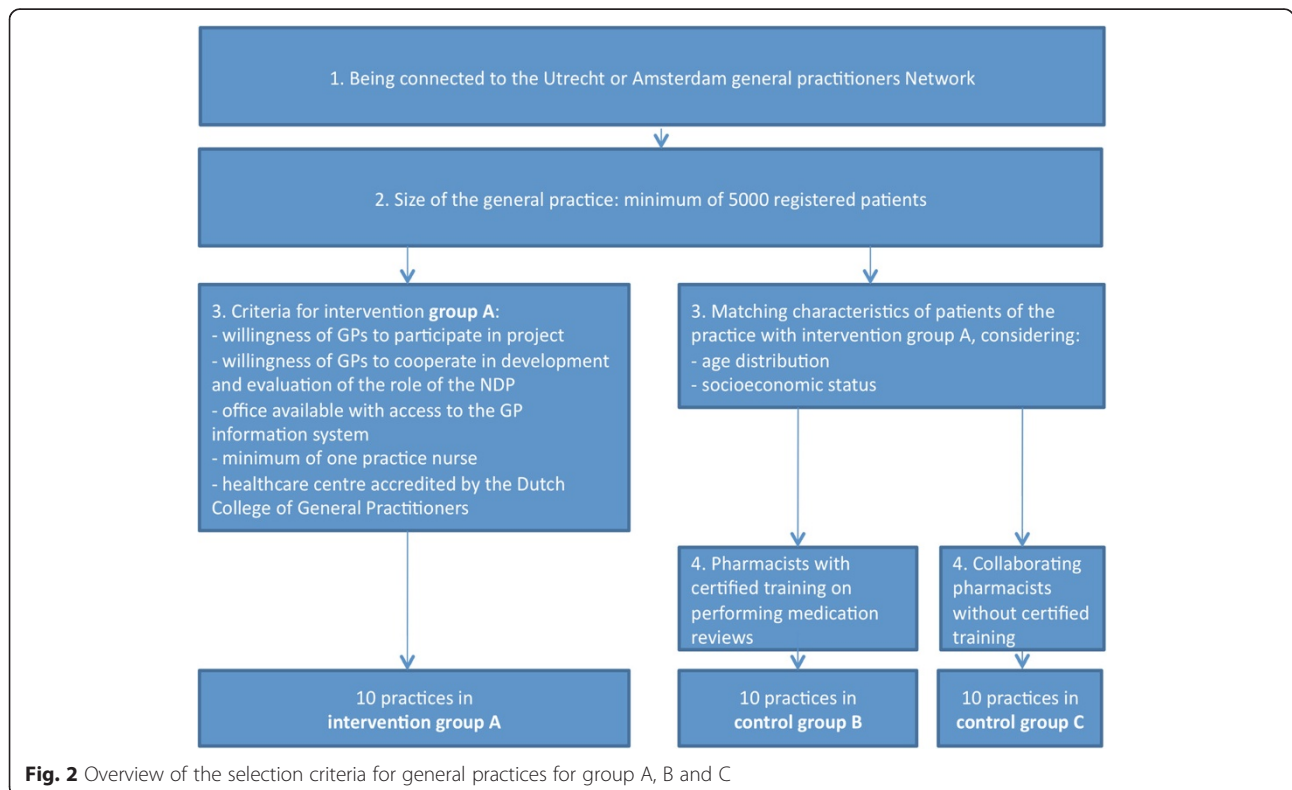 1. Being connected to the Utrecht or Amsterdam general practitioners Network
2. Size of the general practice: minimum of 5000 registered patients
3. Criteria for intervention group A:
- willingness of GPs to participate in project
- willingness of GPs to cooperate in development
and evaluation of the role of the NDP
- office available with access to the GP
information system
- minimum of one practice nurse
- healthcare centre accredited by the Dutch
College of General Practitioners
3. Matching characteristics of patients of the
practice with intervention group A, considering:
- age distribution
- socioeconomic status
4. Pharmacists with
certified training on
performing medication
reviews
4. Collaborating
pharmacists
without certified
training
10 practices in
intervention group A
10 practices in
control group B
10 practices in
control group C
Fig. 2 Overview of the selection criteria for general practices for group A, B and C